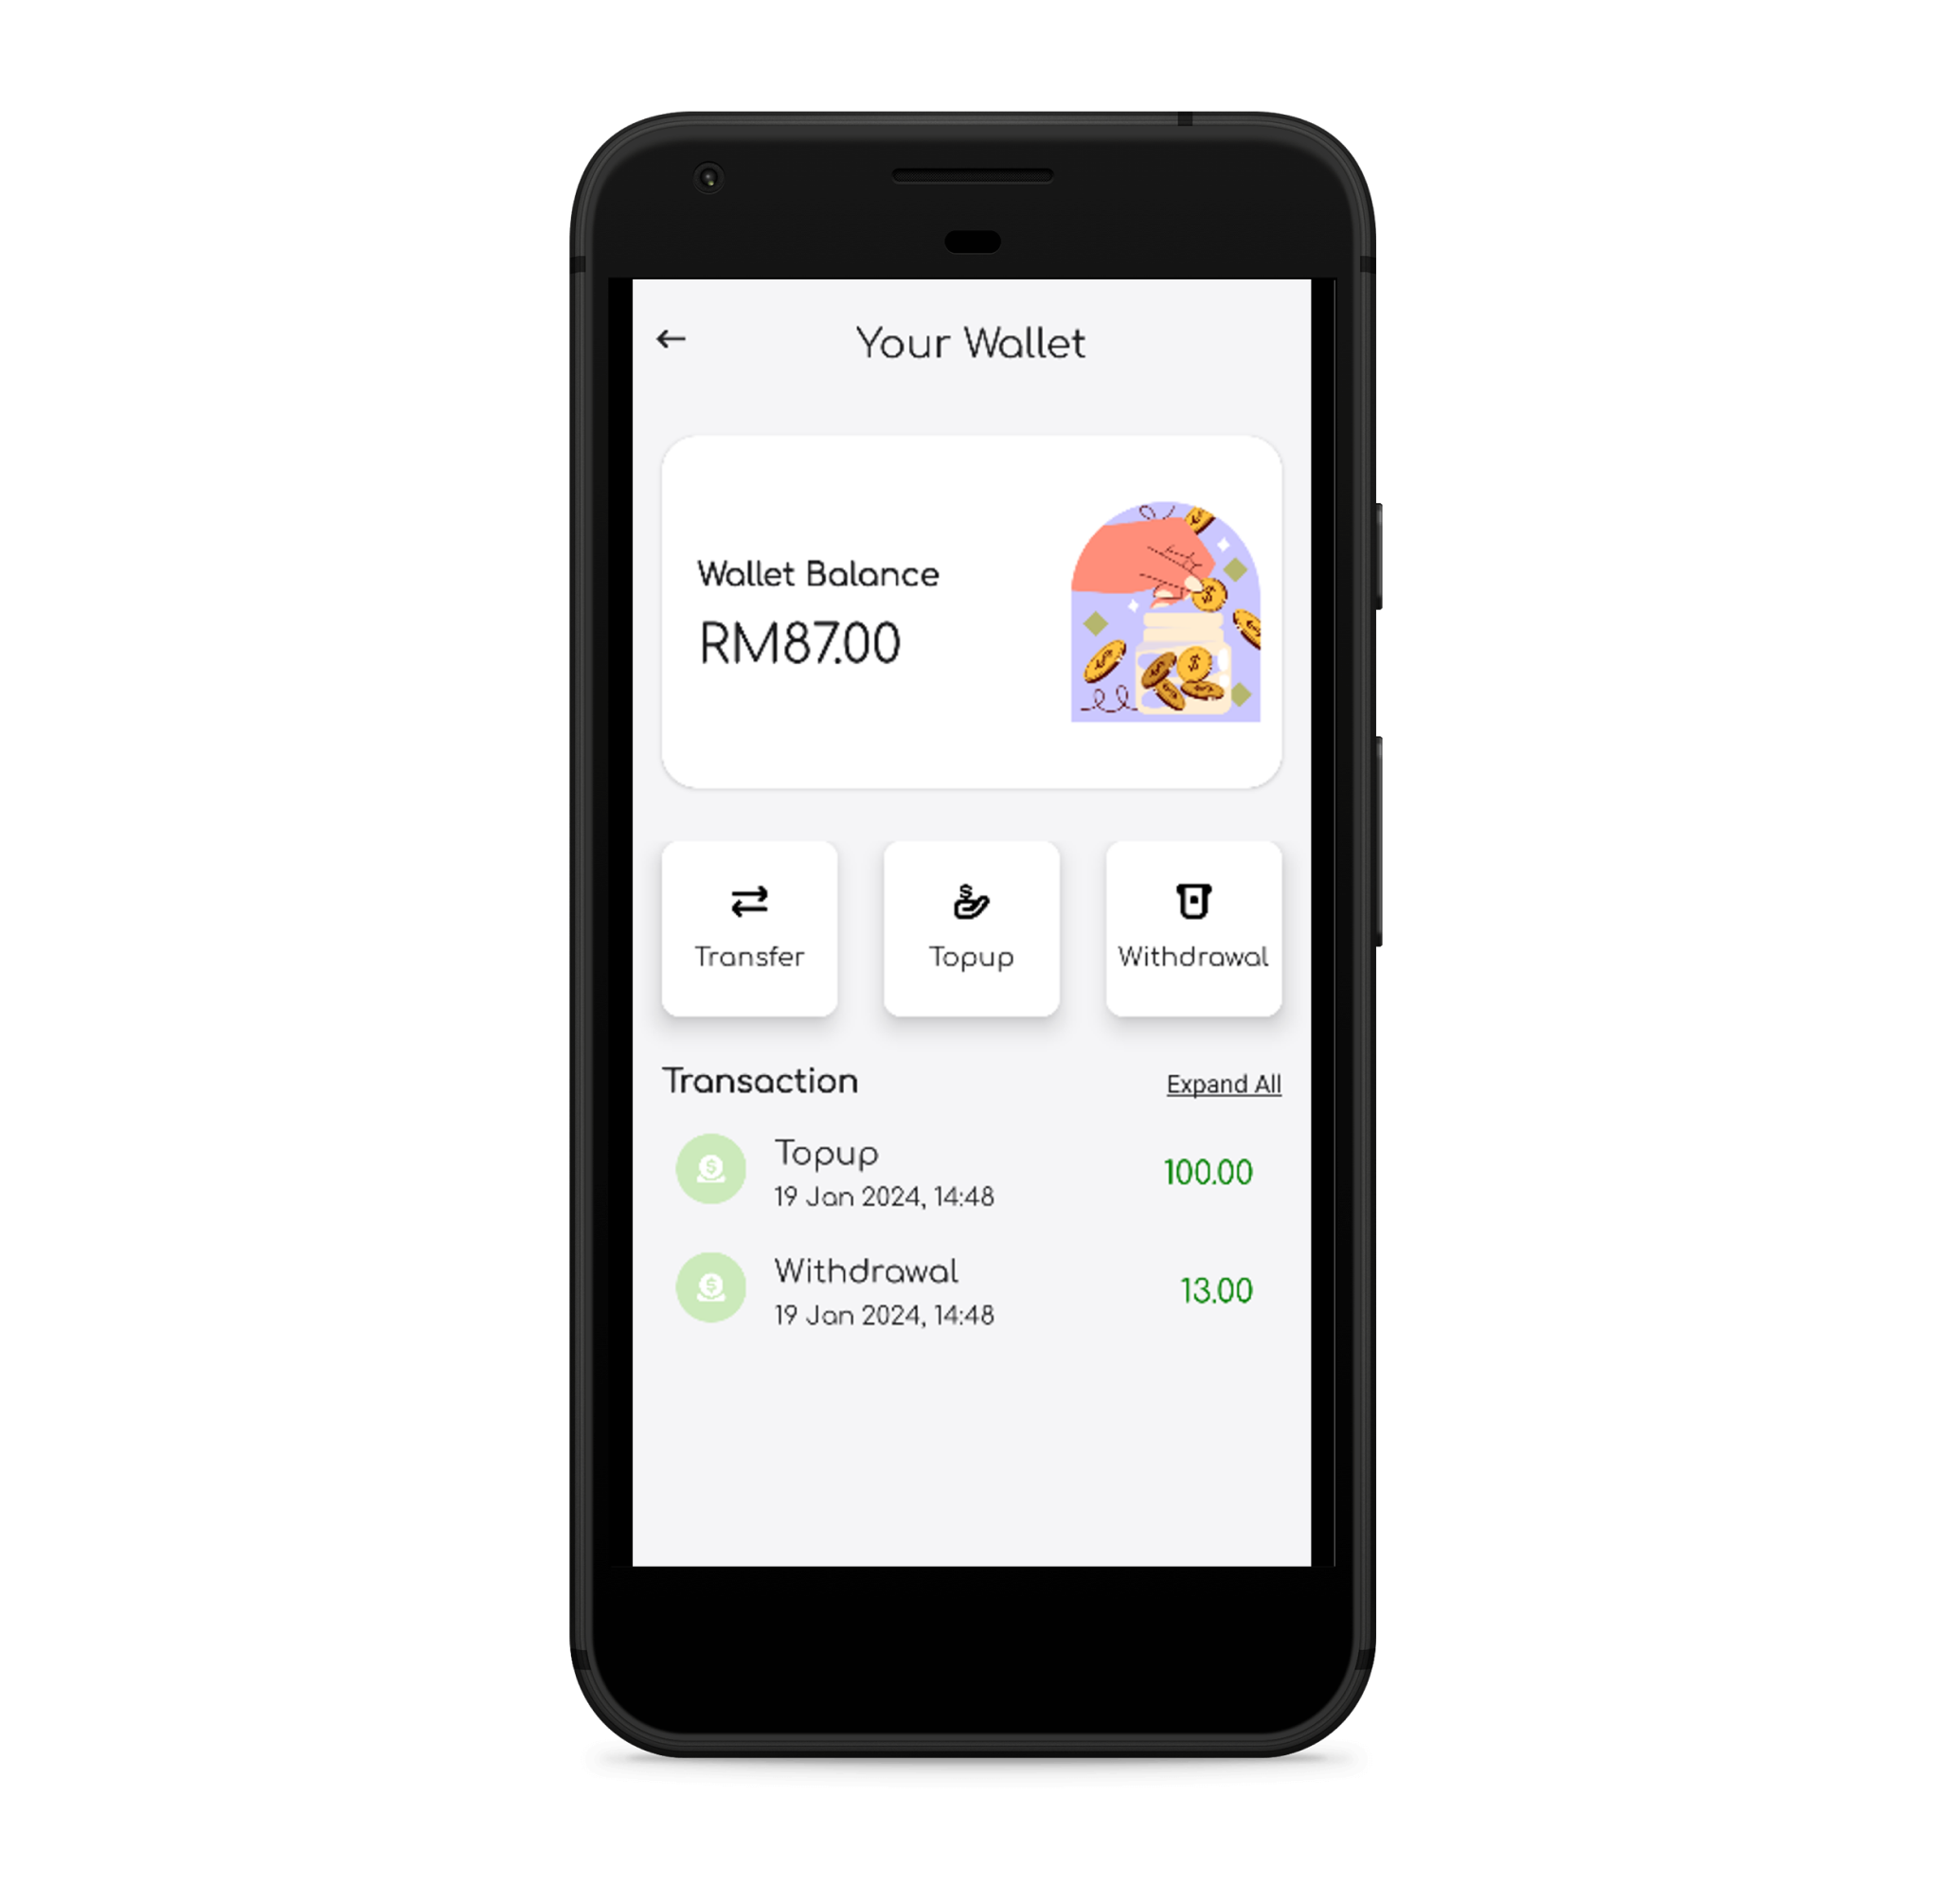 Your Wallet
Wallet Balance
RM87.00
Transfer
Topup
Withdrawal
Transaction
Expand All
Topup
19 Jan 2024, 14:48
100.00
Withdrawal
19 Jan 2024, 14:48
13.00